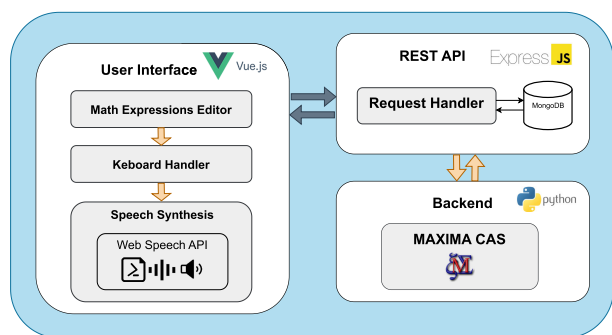 User Interface
Vue.js
Math Expressions Editor
Keboard Handler
Speech Synthesis
Web Speech API
REST API
Express JS
Request Handler
MongoDB
Backend
python
MAXIMA CAS